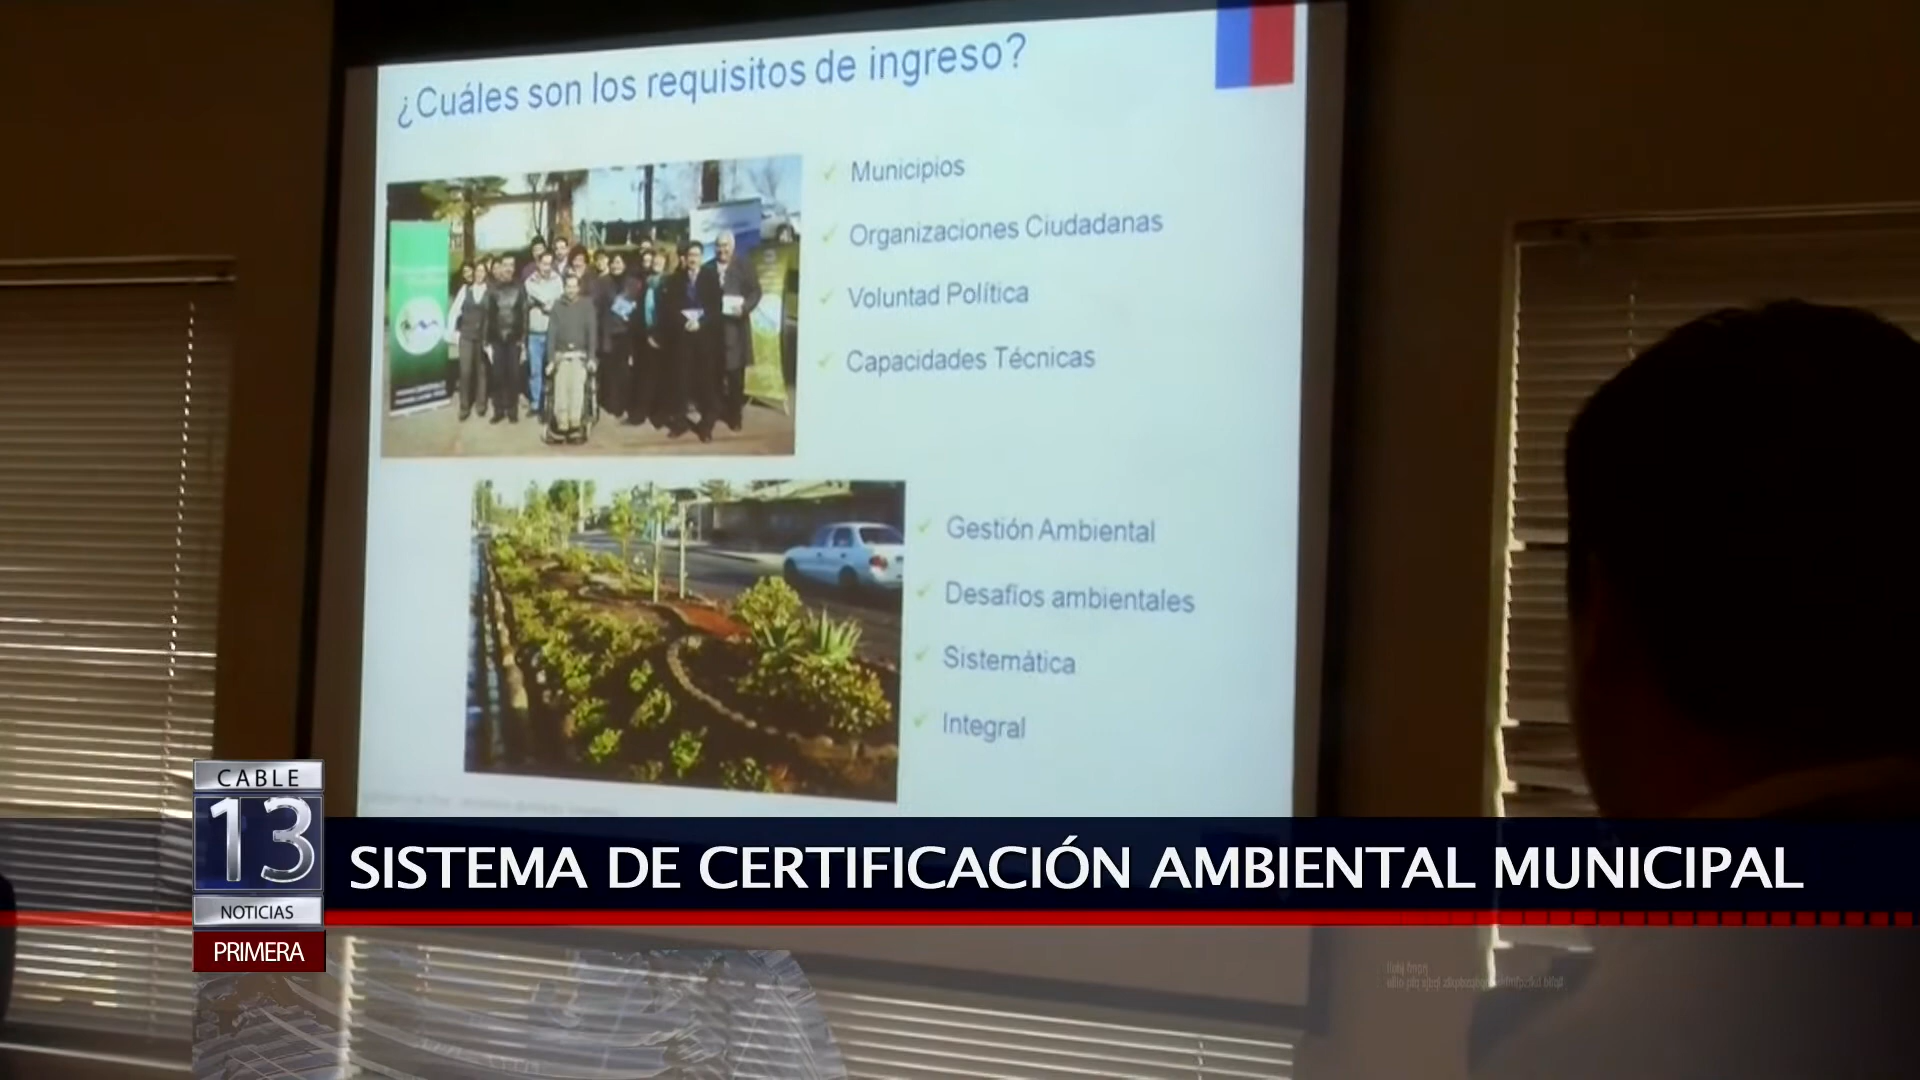 ¿Cuáles son los requisitos de ingreso?
Municipios
Organizaciones Ciudadanas
Voluntad Política
Capacidades Técnicas
Gestión Ambiental
Desafíos ambientales
Sistemática
Integral
CABLE
13
NOTICIAS
PRIMERA
SISTEMA DE CERTIFICACIÓN AMBIENTAL MUNICIPAL